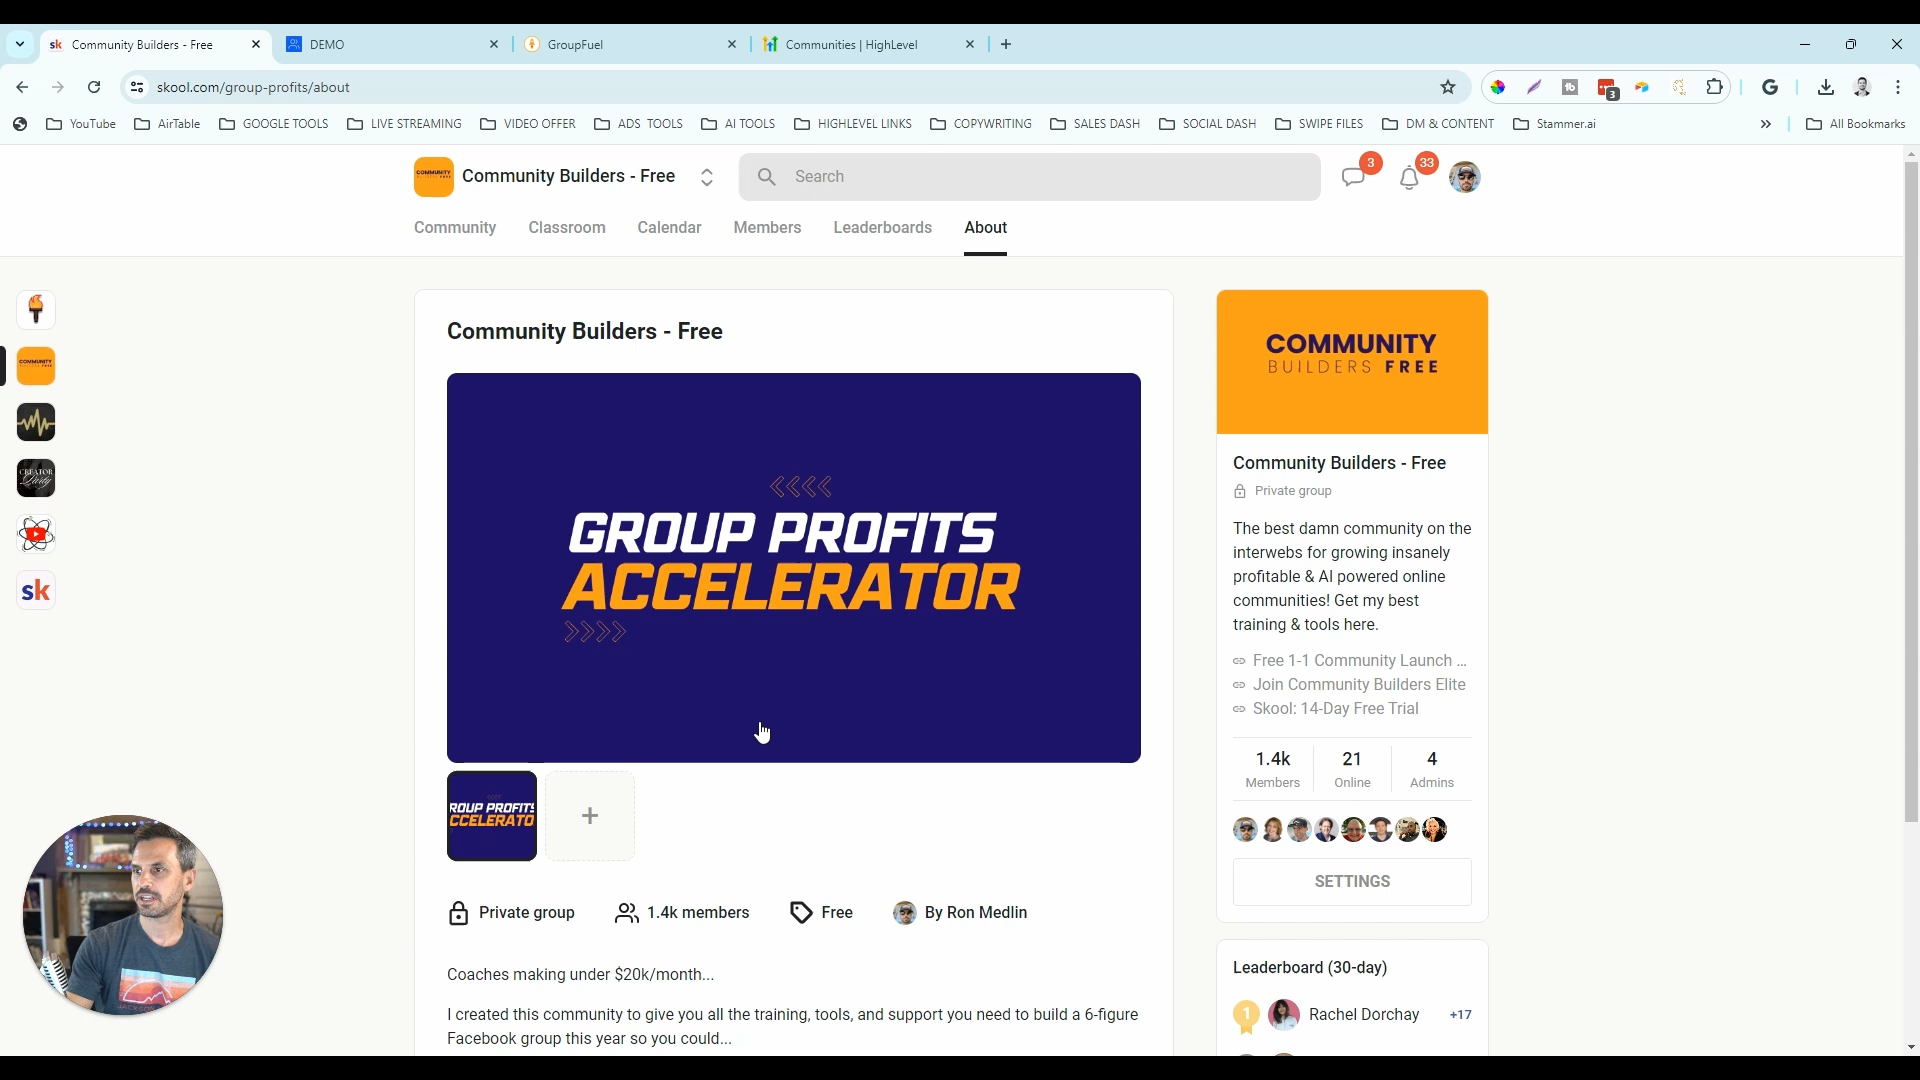 Community Builders - Free
DEMO
GroupFuel
Communities | HighLevel
skool.com/group-profits/about
3
YouTube
AirTable
GOOGLE TOOLS
LIVE STREAMING
VIDEO OFFER
ADS TOOLS
AI TOOLS
HIGHLEVEL LINKS
COPYWRITING
SALES DASH
SOCIAL DASH
SWIPE FILES
DM & CONTENT
Stammer.ai
All Bookmarks
COMMUNITY
Community Builders - Free
Search
3
33
Community
Classroom
Calendar
Members
Leaderboards
About
COMMUNITY
CREATOR
Party
sk
Community Builders - Free
GROUP PROFITS
ACCELERATOR
ROUP PROFITS
CCELERATO
Private group
1.4k members
Free
By Ron Medlin
Coaches making under $20k/month...
I created this community to give you all the training, tools, and support you need to build a 6-figure
Facebook group this year so you could...
COMMUNITY
BUILDERS FREE
Community Builders - Free
Private group
The best damn community on the
interwebs for growing insanely
profitable & AI powered online
communities! Get my best
training & tools here.
Free 1-1 Community Launch ...
Join Community Builders Elite
Skool: 14-Day Free Trial
1.4k
Members
21
Online
4
Admins
SETTINGS
Leaderboard (30-day)
1
Rachel Dorchay
+17